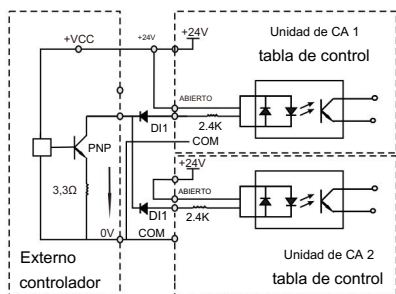 +VCC
+24V
+24V
Unidad de CA 1
tabla de control
ABIERTO
PNP
DI1
2.4K
COM
+24V
3,3Ω
ABIERTO
DI1
2.4K
0V
COM
Unidad de CA 2
tabla de control
Externo
controlador